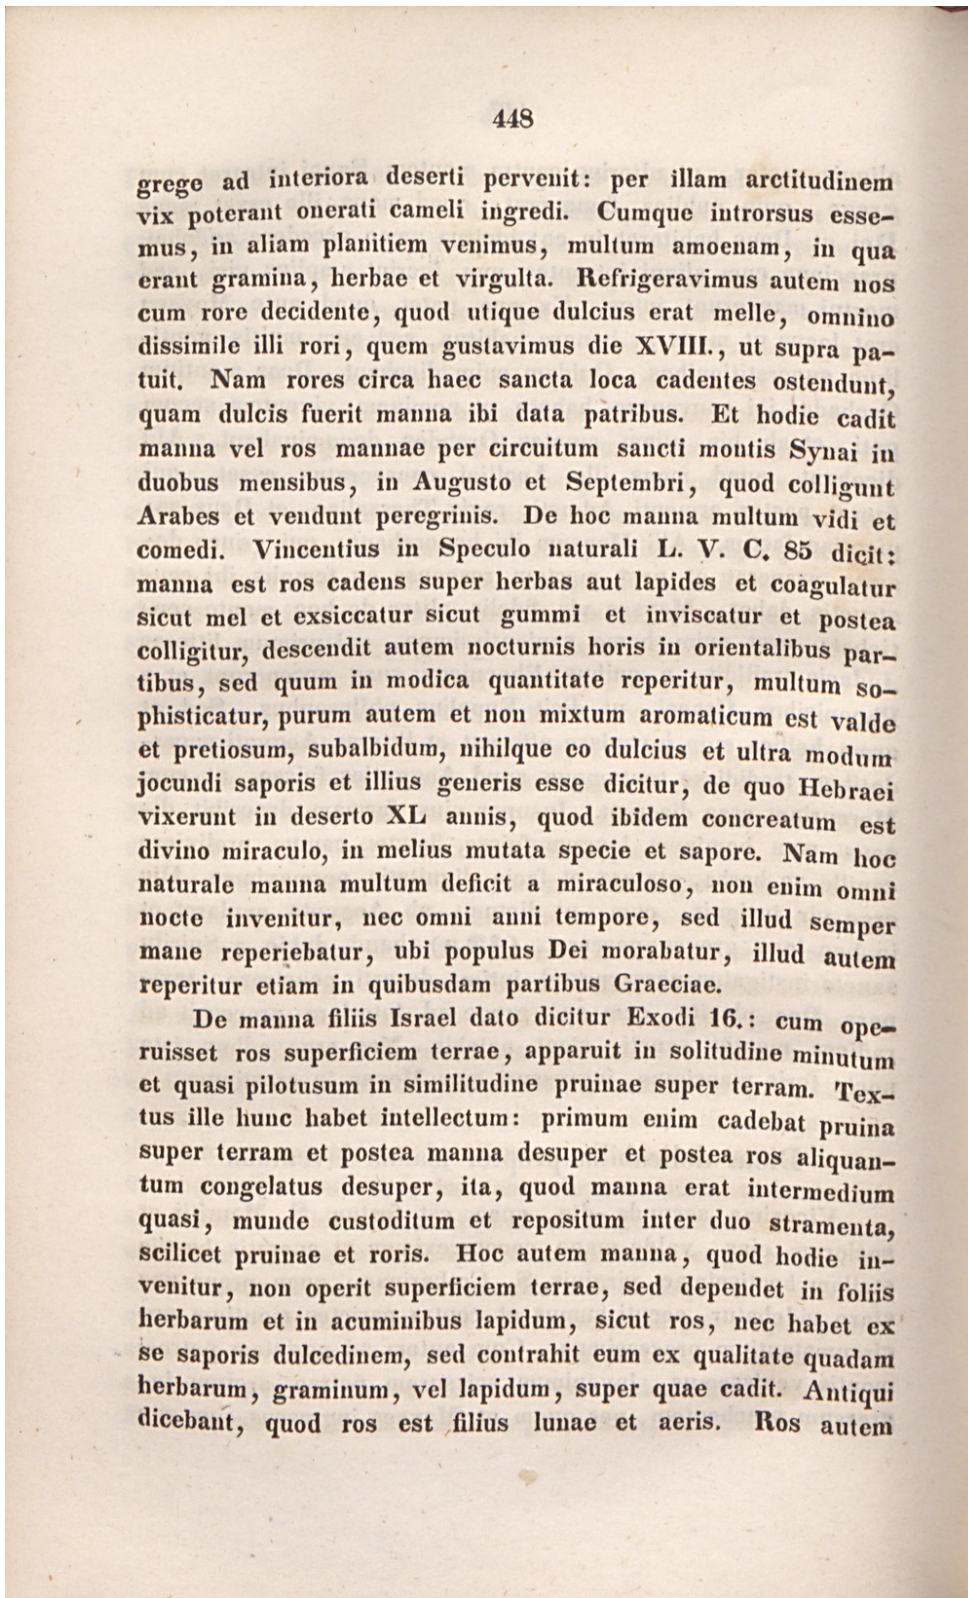 448
grege ad interiora deserti pervenit: per illam arctitudinem
vix poterant onerati cameli ingredi. Cumque introrsus esse-
mus, in aliam planitiem venimus, multum amoenam, in qua
erant gramina, herbae et virgulta. Refrigeravimus autem nos
cum rore decidente, quod utique dulcius erat melle, omnino
dissimile illi rori, quem gustavimus die XVIII., ut supra pa-
tuit. Nam rores circa haec sancta loca cadentes ostendunt,
quam dulcis fuerit manna ibi data patribus. Et hodie cadit
manna vel ros mannae per circuitum sancti montis Synai in
duobus mensibus, in Augusto et Septembri, quod colligunt
Arabes et vendunt peregrinis. De hoc manna multum vidi et
comedi. Vincentius in Speculo naturali L. V. C. 85 dicit:
manna est ros cadens super herbas aut lapides et coagulatur
sicut mel et exsiccatur sicut gummi et inviscatur et postea
colligitur, descendit autem nocturnis horis in orientalibus par-
tibus, sed quum in modica quantitate reperitur, multum so-
phisticatur, purum autem et non mixtum aromaticum est valde
et pretiosum, subalbidum, nihilque eo dulcius et ultra modum
jocundi saporis et illius generis esse dicitur, de quo Hebraei
vixerunt in deserto XL annis, quod ibidem concreatum est
divino miraculo, in melius mutata specie et sapore. Nam hoc
naturale manna multum deficit a miraculoso, non enim omni
nocte invenitur, nec omni anni tempore, sed illud semper
mane reperiebatur, ubi populus Dei morabatur, illud autem
reperitur etiam in quibusdam partibus Graeciae.
De manna filiis Israel dato dicitur Exodi 16.: cum ope-
ruisset ros superficiem terrae, apparuit in solitudine minutum
et quasi pilotusum in similitudine pruinae super terram. Tex-
tus ille hunc habet intellectum: primum enim cadebat pruina
super terram et postea manna desuper et postea ros aliquan-
tum congelatus desuper, ita, quod manna erat intermedium
quasi, munde custoditum et repositum inter duo stramenta,
scilicet pruinae et roris. Hoc autem manna, quod hodie in-
venitur, non operit superficiem terrae, sed dependet in foliis
herbarum et in acuminibus lapidum, sicut ros, nec habet ex
se saporis dulcedinem, sed contrahit eum ex qualitate quadam
herbarum, graminum, vel lapidum, super quae cadit. Antiqui
dicebant, quod ros est filius lunae et aeris. Ros autem